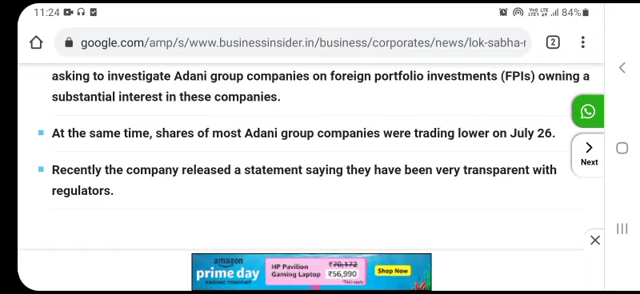 11:24
84%
google.com/amp/s/www.businessinsider.in/business/corporates/news/lok-sabha-r
2
asking to investigate Adani group companies on foreign portfolio investments (FPIs) owning a
substantial interest in these companies.
At the same time, shares of most Adani group companies were trading lower on July 26.
Recently the company released a statement saying they have been very transparent with
regulators.
Next
amazon
prime day
HP Pavilion
Gaming Laptop
₹70,172
₹56,990
Shop Now